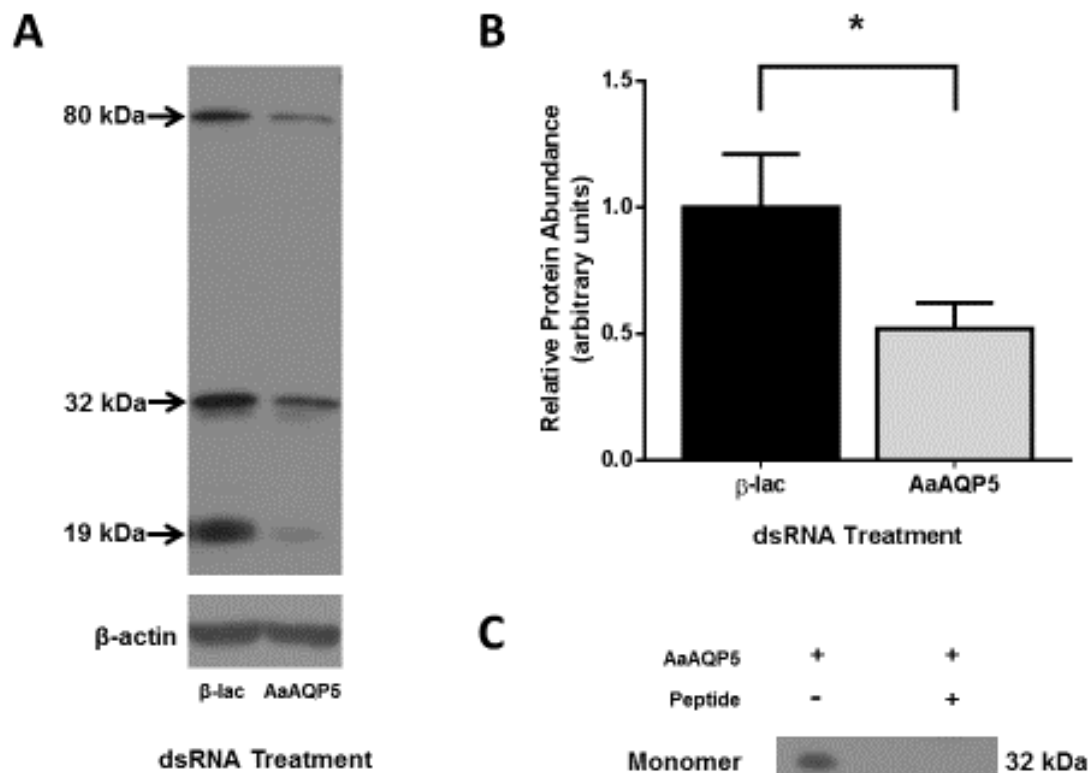 A
80 kDa
32 kDa
19 kDa
β-actin
β-lac AaAQP5
dsRNA Treatment
B
*
Relative Protein Abundance
(arbitrary units)
1.5
1.0
0.5
0.0
β-lac AaAQP5
dsRNA Treatment
C
AaAQP5 + +
Peptide - +
Monomer 32 kDa